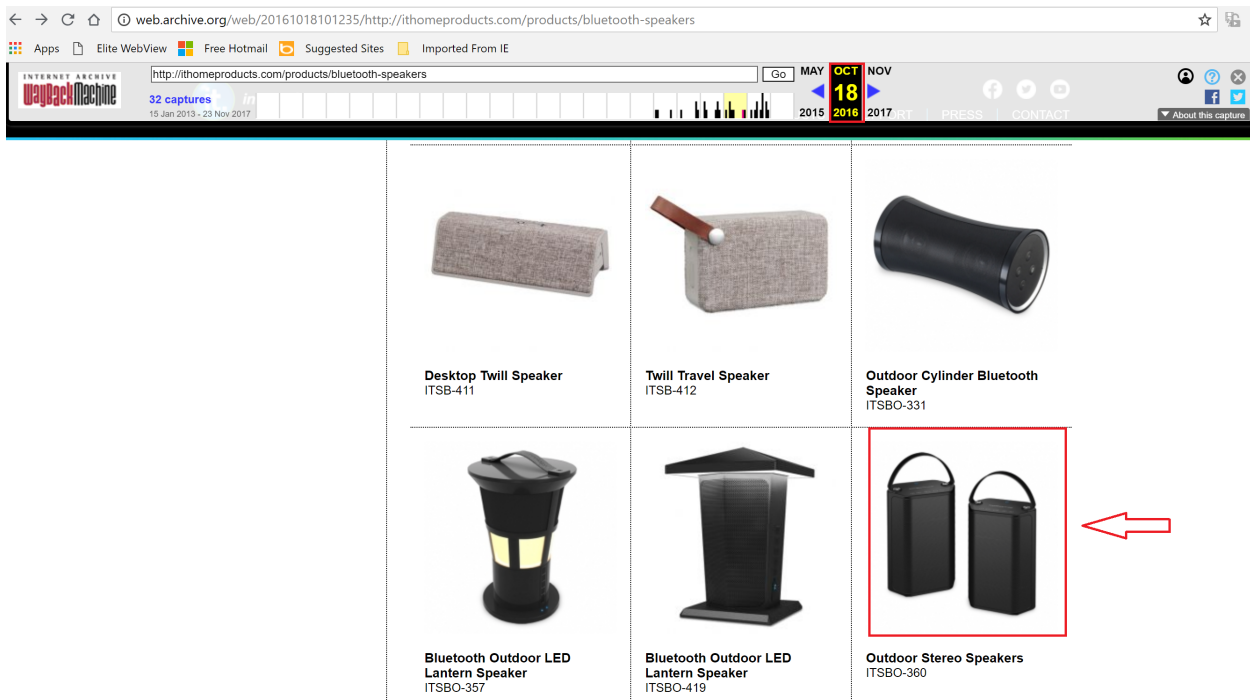 web.archive.org/web/20161018101235/http://ithomeproducts.com/products/bluetooth-speakers
Apps Elite WebView Free Hotmail Suggested Sites Imported From IE
INTERNET ARCHIVE
WayBackMachine
http://ithomeproducts.com/products/bluetooth-speakers Go
MAY OCT NOV
32 captures
18
15 Jan 2013 - 23 Nov 2017
2015 2016 2017
PRESS CONTACT
About this capture
Desktop Twill Speaker
ITSB-411
Twill Travel Speaker
ITSB-412
Outdoor Cylinder Bluetooth
Speaker
ITSBO-331
Bluetooth Outdoor LED
Lantern Speaker
ITSBO-357
Bluetooth Outdoor LED
Lantern Speaker
ITSBO-419
Outdoor Stereo Speakers
ITSBO-360